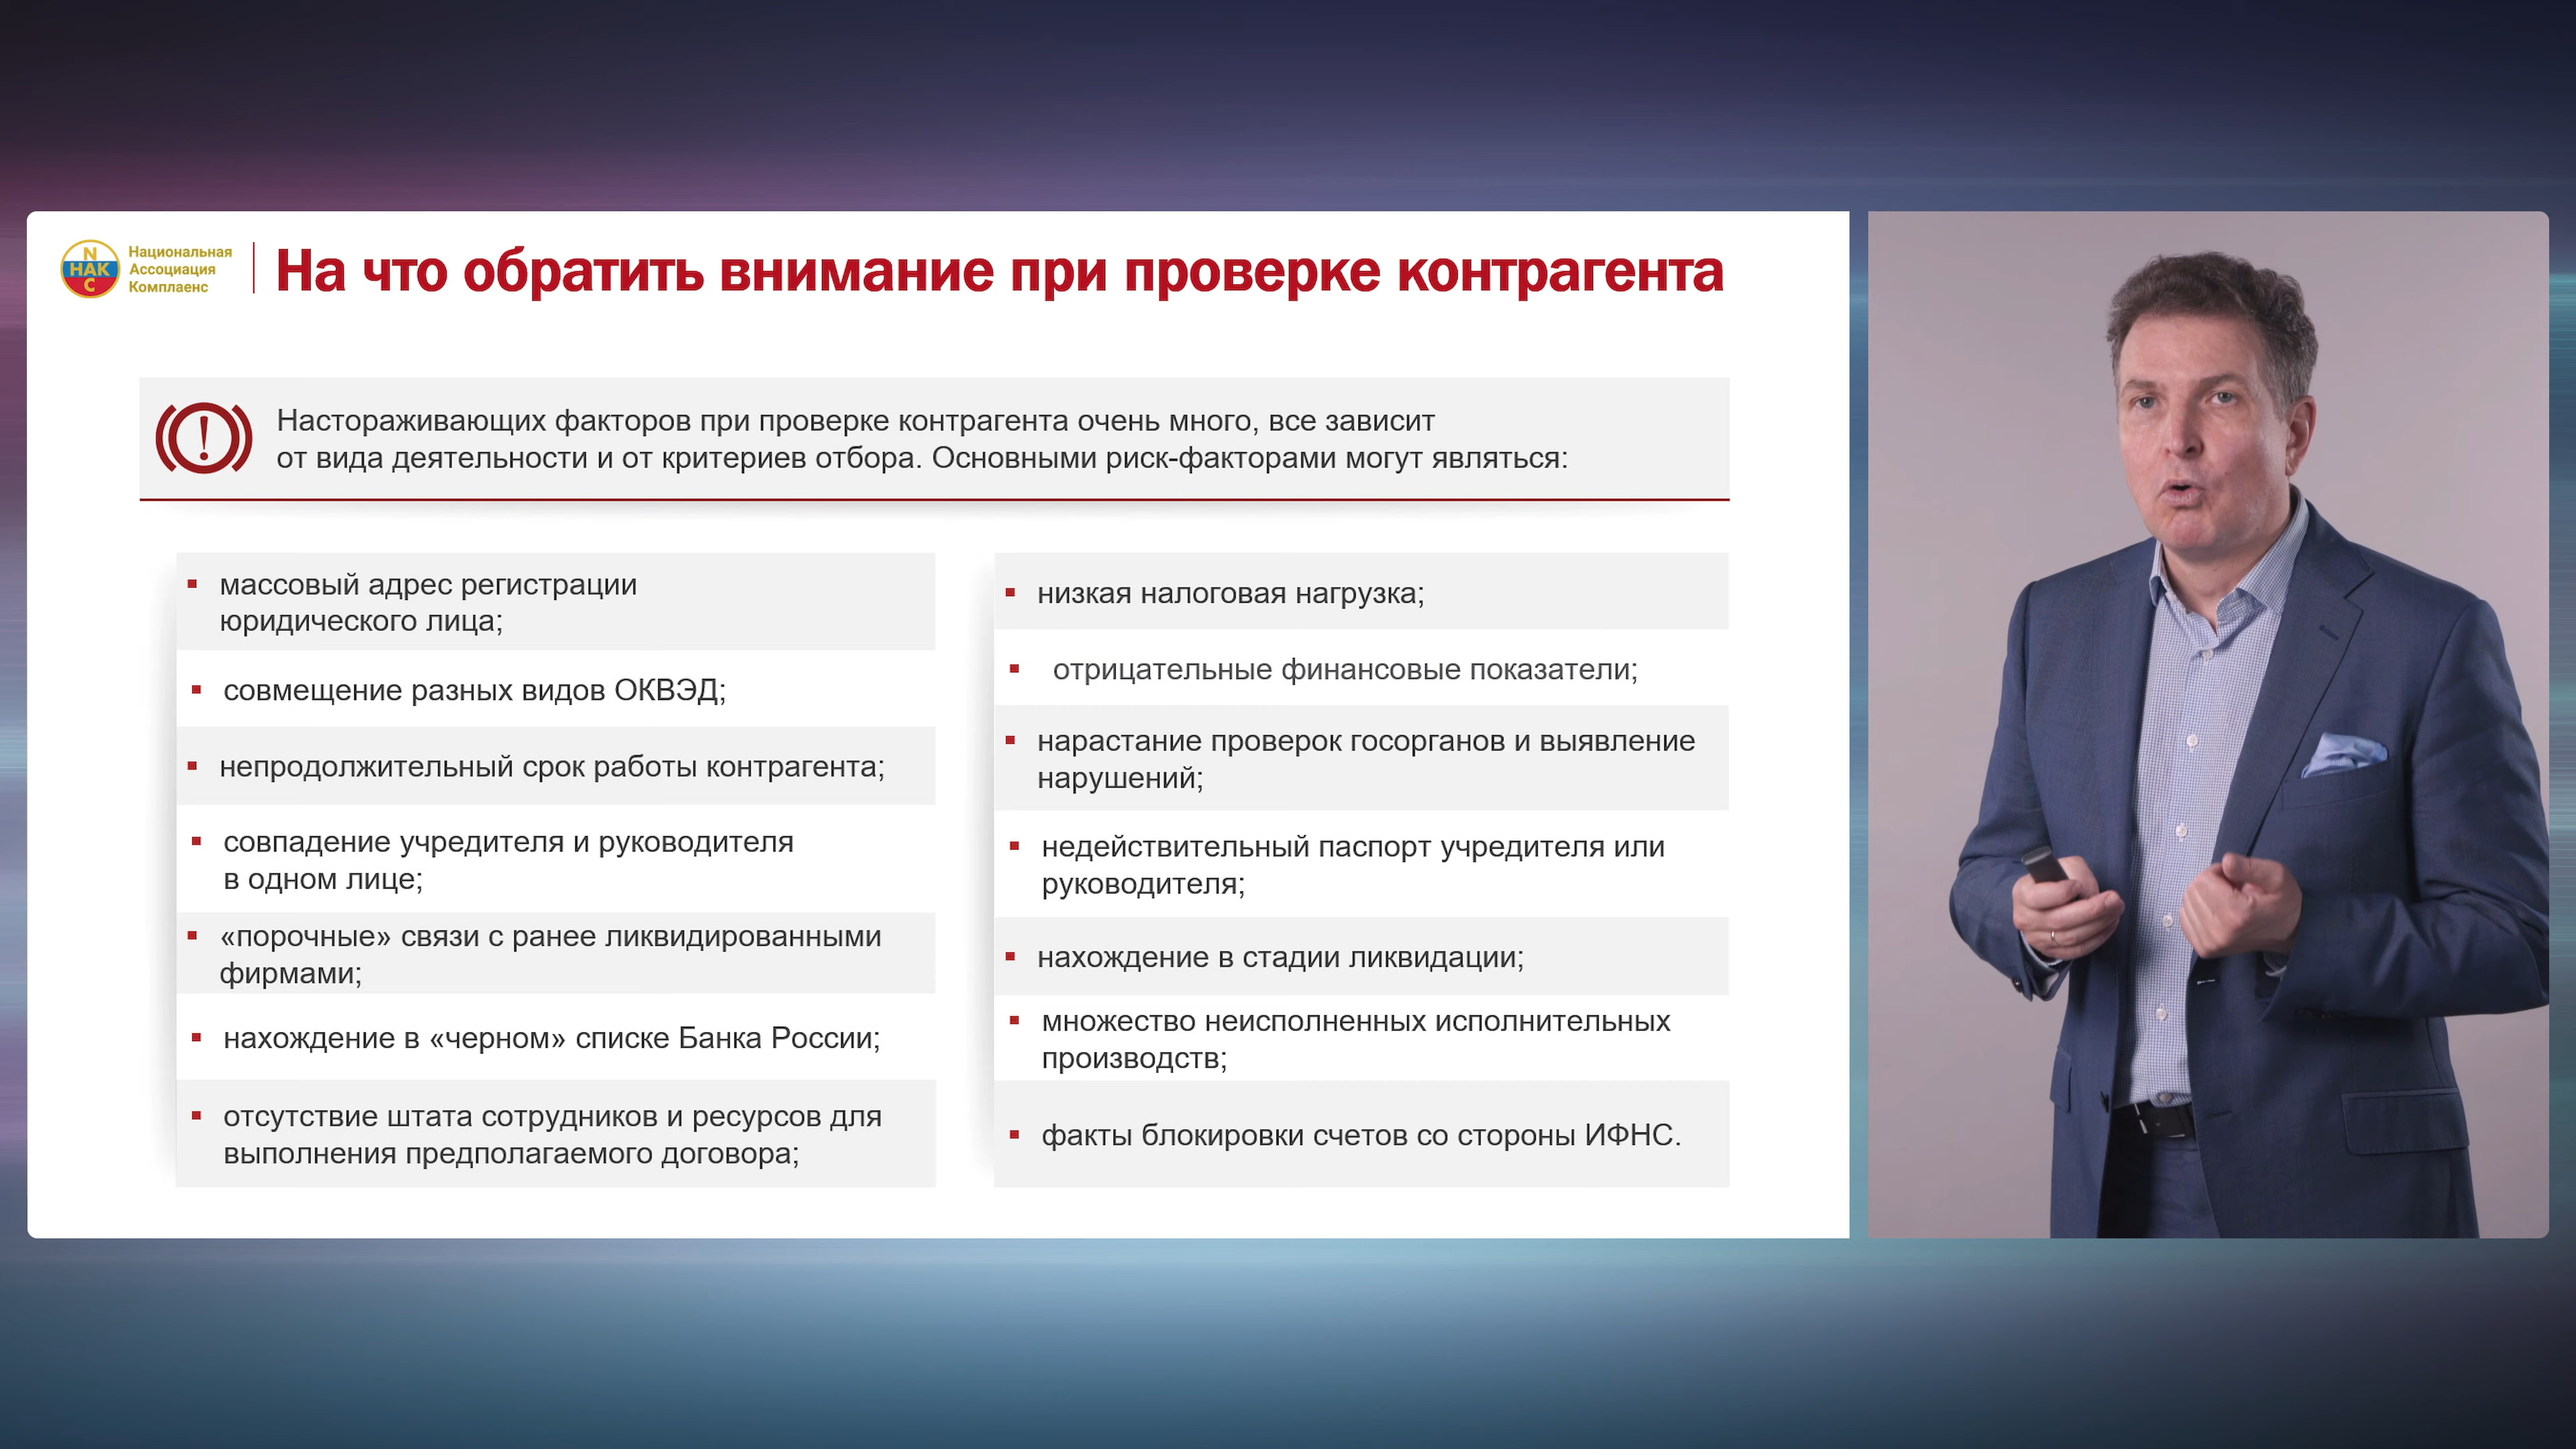 N
НАК
C
Национальная
Ассоциация
Комплаенс
На что обратить внимание при проверке контрагента
Настораживающих факторов при проверке контрагента очень много, все зависит
от вида деятельности и от критериев отбора. Основными риск-факторами могут являться:
▪ массовый адрес регистрации
юридического лица;
▪ совмещение разных видов ОКВЭД;
▪ непродолжительный срок работы контрагента;
▪ совпадение учредителя и руководителя
в одном лице;
▪ «порочные» связи с ранее ликвидированными
фирмами;
▪ нахождение в «черном» списке Банка России;
▪ отсутствие штата сотрудников и ресурсов для
выполнения предполагаемого договора;
▪ низкая налоговая нагрузка;
▪ отрицательные финансовые показатели;
▪ нарастание проверок госорганов и выявление
нарушений;
▪ недействительный паспорт учредителя или
руководителя;
▪ нахождение в стадии ликвидации;
▪ множество неисполненных исполнительных
производств;
▪ факты блокировки счетов со стороны ИФНС.